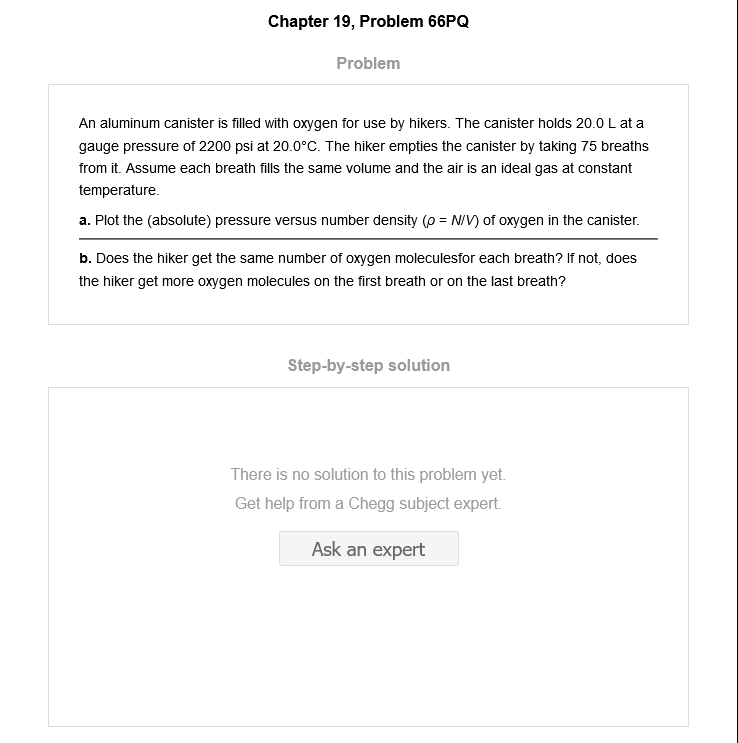 Chapter 19, Problem 66PQ
Problem
An aluminum canister is filled with oxygen for use by hikers. The canister holds 20.0 L at a
gauge pressure of 2200 psi at 20.0°C. The hiker empties the canister by taking 75 breaths
from it. Assume each breath fills the same volume and the air is an ideal gas at constant
temperature.
a. Plot the (absolute) pressure versus number density (ρ = N/V) of oxygen in the canister.
b. Does the hiker get the same number of oxygen moleculesfor each breath? If not, does
the hiker get more oxygen molecules on the first breath or on the last breath?
Step-by-step solution
There is no solution to this problem yet.
Get help from a Chegg subject expert.
Ask an expert